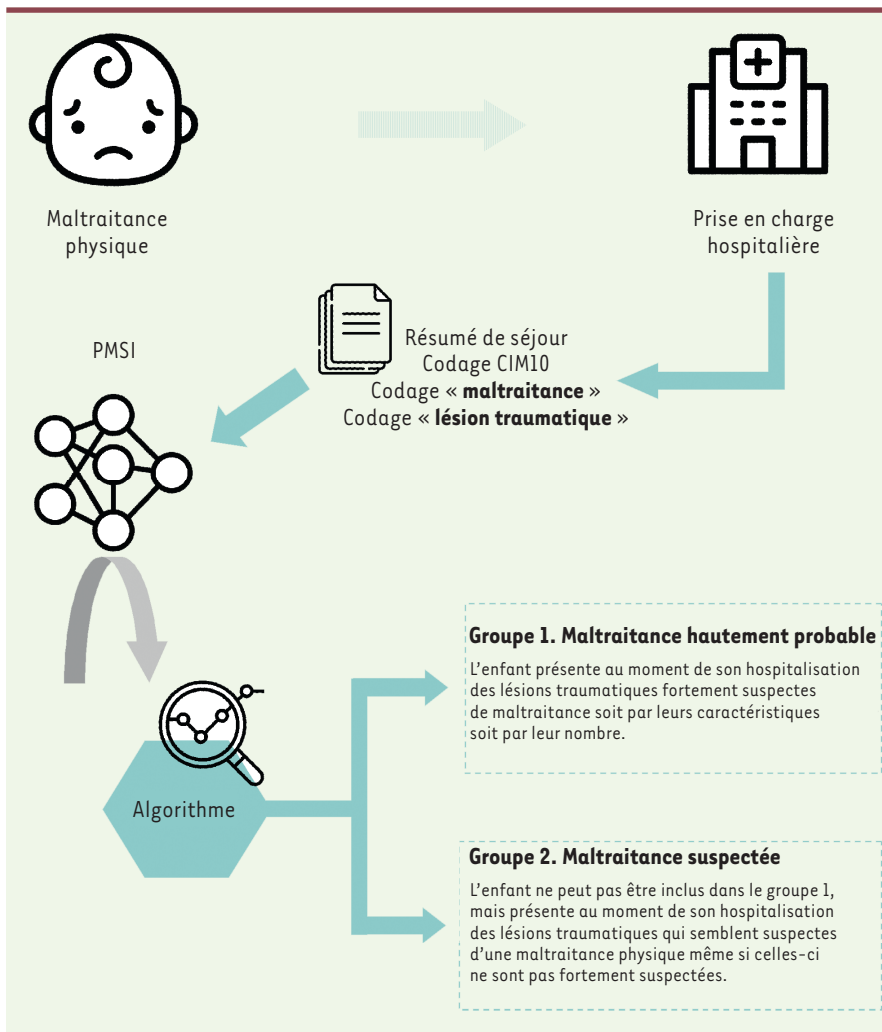 Maltraitance
physique
Prise en charge
hospitalière
Résumé de séjour
Codage CIM10
Codage « maltraitance »
Codage « lésion traumatique »
PMSI
Algorithme
Groupe 1. Maltraitance hautement probable
L’enfant présente au moment de son hospitalisation
des lésions traumatiques fortement suspectes
de maltraitance soit par leurs caractéristiques
soit par leur nombre.
Groupe 2. Maltraitance suspectée
L’enfant ne peut pas être inclus dans le groupe 1,
mais présente au moment de son hospitalisation
des lésions traumatiques qui semblent suspectes
d’une maltraitance physique même si celles-ci
ne sont pas fortement suspectées.